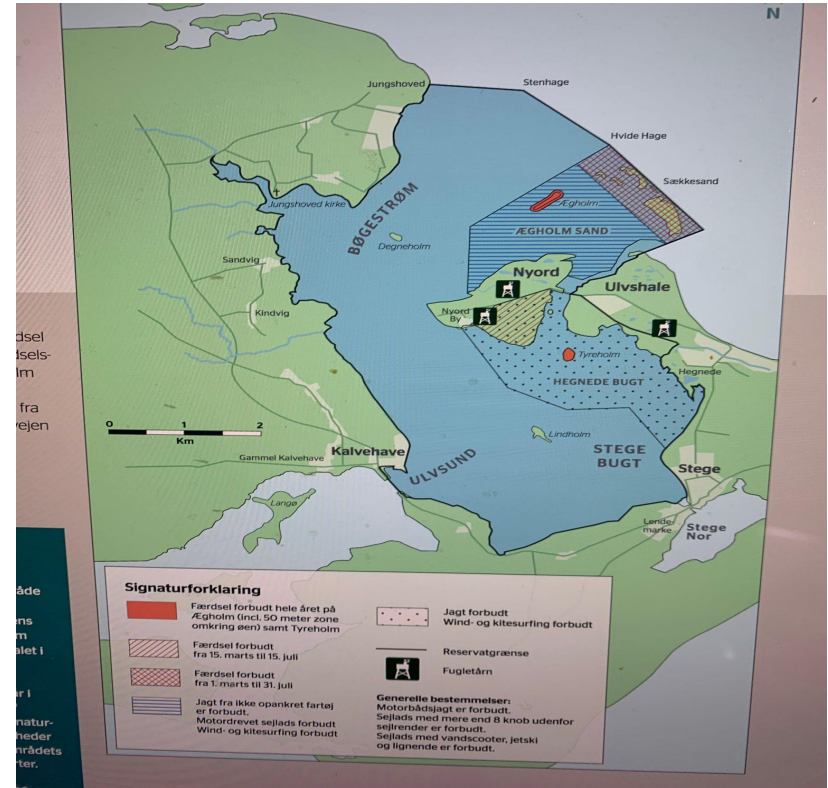 N
Jungshoved
Stenhage
Hvide Hage
Sækkesand
Jungshoved kirke
BØGESTRØM
Ægholm
ÆGHOLM SAND
Degneholm
Sandvig
Nyord
Ulvshale
Kindvig
Nyord
By
Tyreholm
Hegnede
HEGNEDE BUGT
0 1 2
Km
Lindholm
Kalvehave
Gammel Kalvehave
ULVSUND
STEGE
BUGT
Stege
Langø
Lende-
marke
Stege
Nor
dsel
dsels-
lm
fra
vejen
Signaturforklaring
Færdsel forbudt hele året på
Ægholm (incl. 50 meter zone
omkring øen) samt Tyreholm
Færdsel forbudt
fra 15. marts til 15. juli
Færdsel forbudt
fra 1. marts til 31. juli
Jagt fra ikke opankret fartøj
er forbudt.
Motordrevet sejlads forbudt
Wind- og kitesurfing forbudt
Jagt forbudt
Wind- og kitesurfing forbudt
Reservatgrænse
Fugletårn
Generelle bestemmelser:
Motorbådsjagt er forbudt.
Sejlads med mere end 8 knob udenfor
sejlrender er forbudt.
Sejlads med vandscooter, jetski
og lignende er forbudt.
åde
ens
m
alet i
ar i
natur-
heder
mrådets
rter.